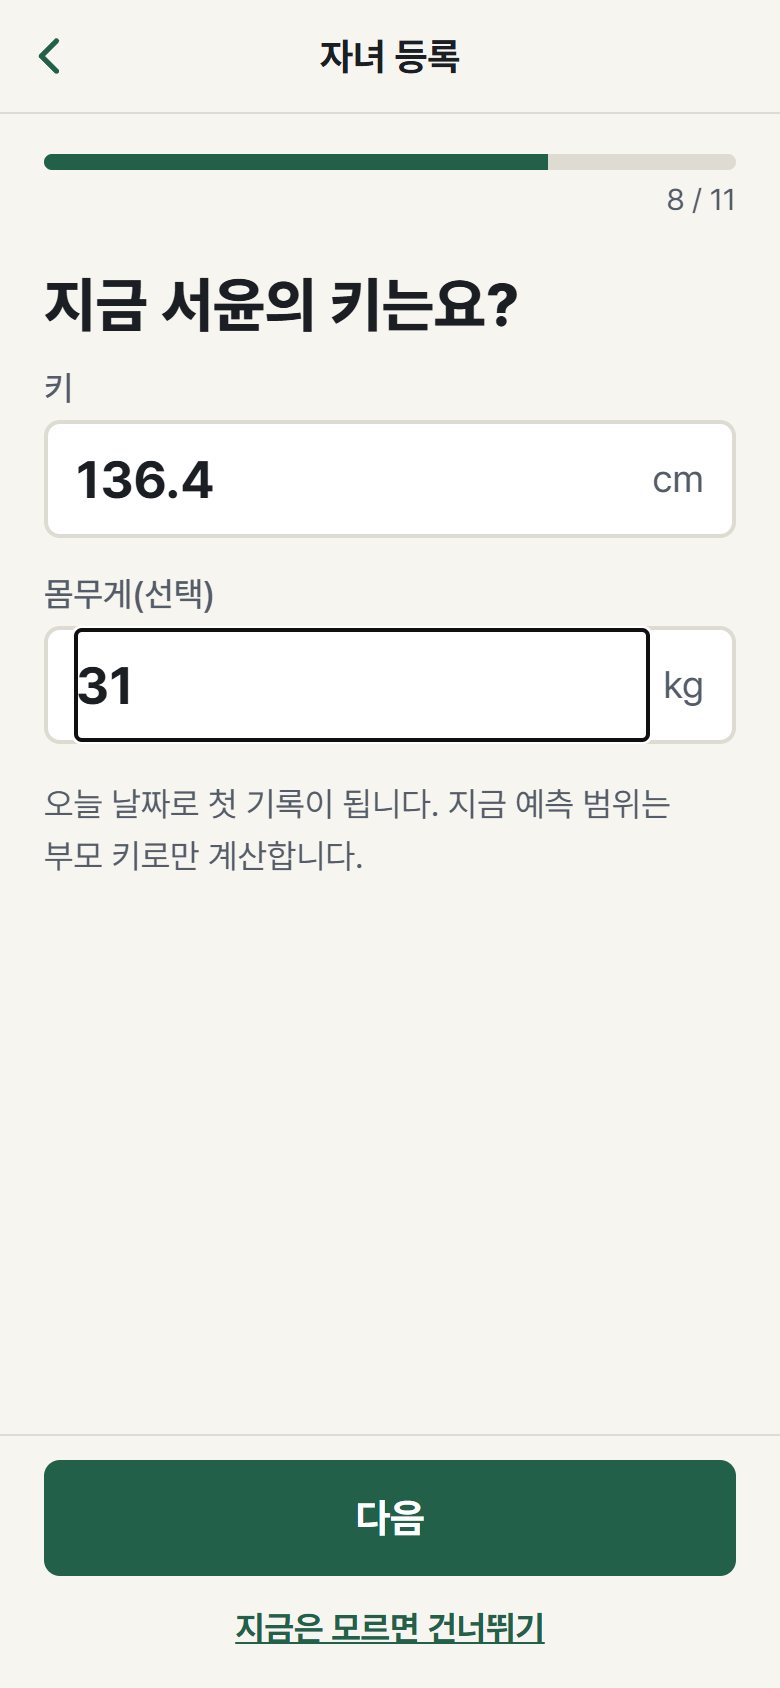 자녀 등록
8 / 11
지금 서윤의 키는요?
키
136.4 cm
몸무게(선택)
31 kg
오늘 날짜로 첫 기록이 됩니다. 지금 예측 범위는
부모 키로만 계산합니다.
다음
지금은 모르면 건너뛰기